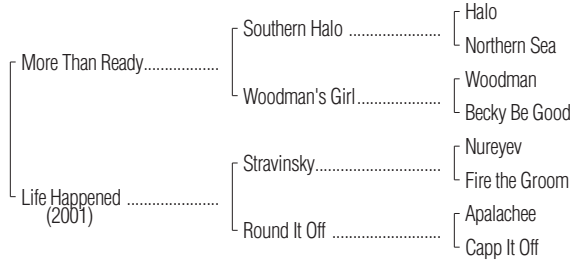 Halo
Southern Halo ....................
Northern Sea
More Than Ready................
Woodman
Woodman's Girl..................
Becky Be Good
Nureyev
Stravinsky........................
Fire the Groom
Life Happened ....................
(2001)
Apalachee
Round It Off .......................
Capp It Off